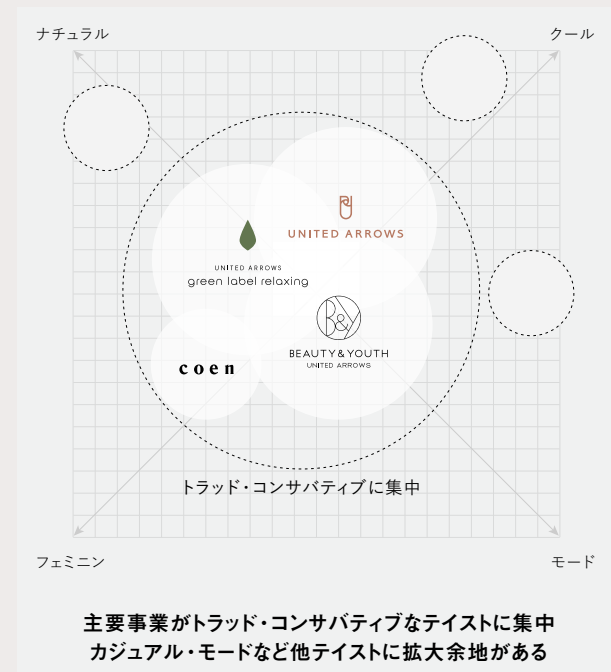 ナチュラル
クール
UNITED ARROWS
UNITED ARROWS
green label relaxing
B&Y
BEAUTY&YOUTH
UNITED ARROWS
coen
トラッド・コンサバティブに集中
フェミニン
モード
主要事業がトラッド・コンサバティブなテイストに集中
カジュアル・モードなど他テイストに拡大余地がある